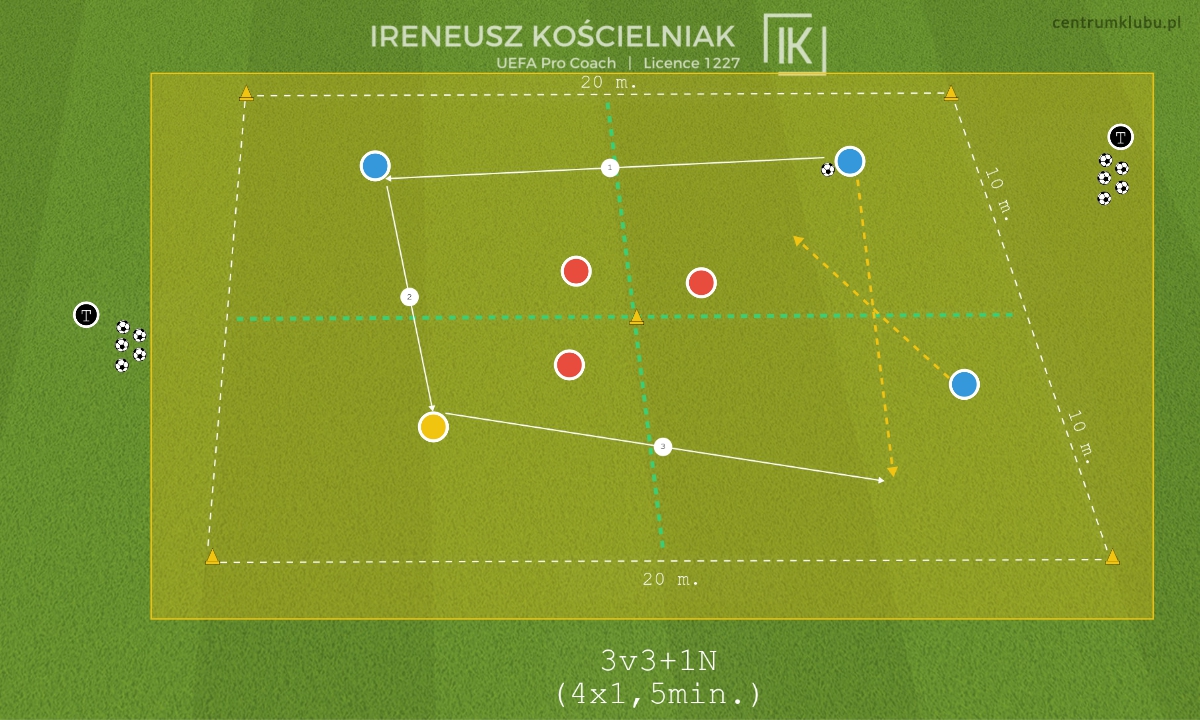 centrumklubu.pl
IRENEUSZ KOŚCIELNIAK
IK
UEFA Pro Coach | Licence 1227
20 m.
T
1
10 m.
2
T
3
10 m.
20 m.
3v3+1N
(4x1,5min.)